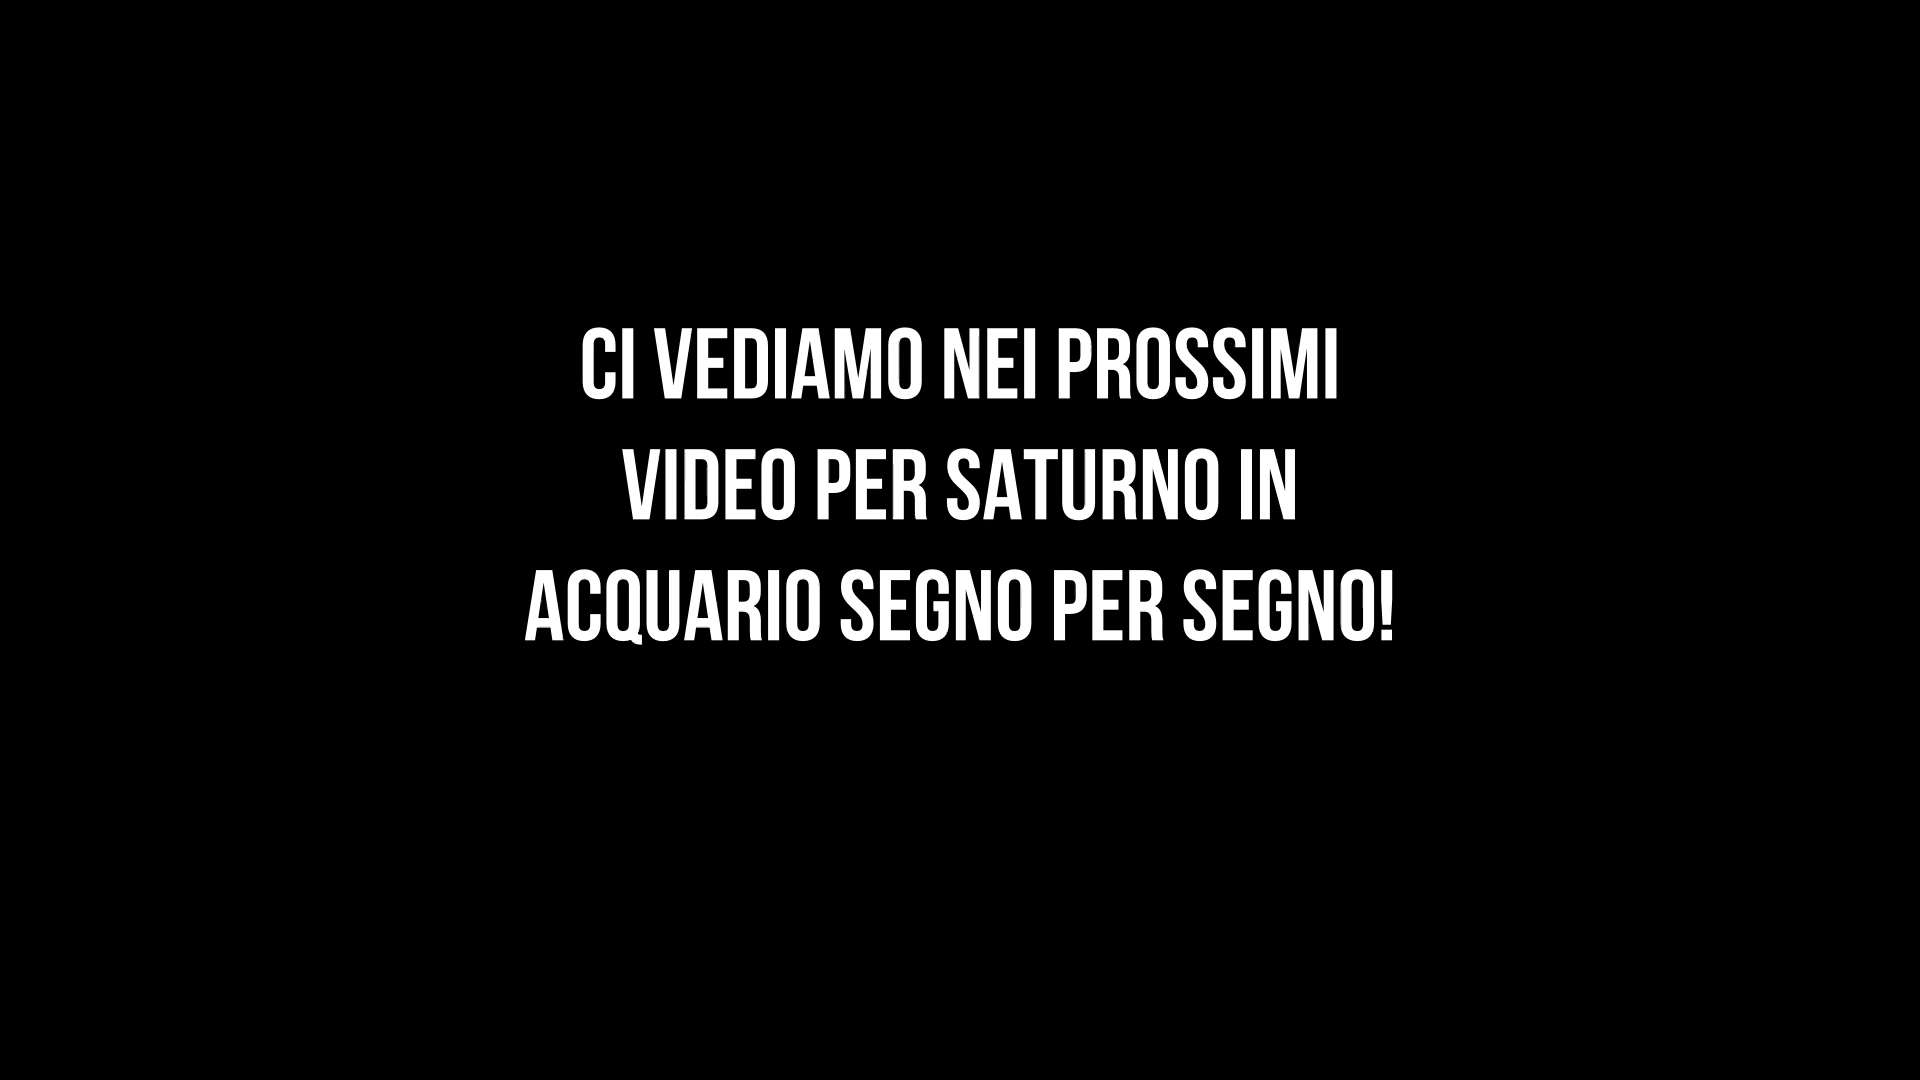 CI VEDIAMO NEI PROSSIMI
VIDEO PER SATURNO IN
ACQUARIO SEGNO PER SEGNO!